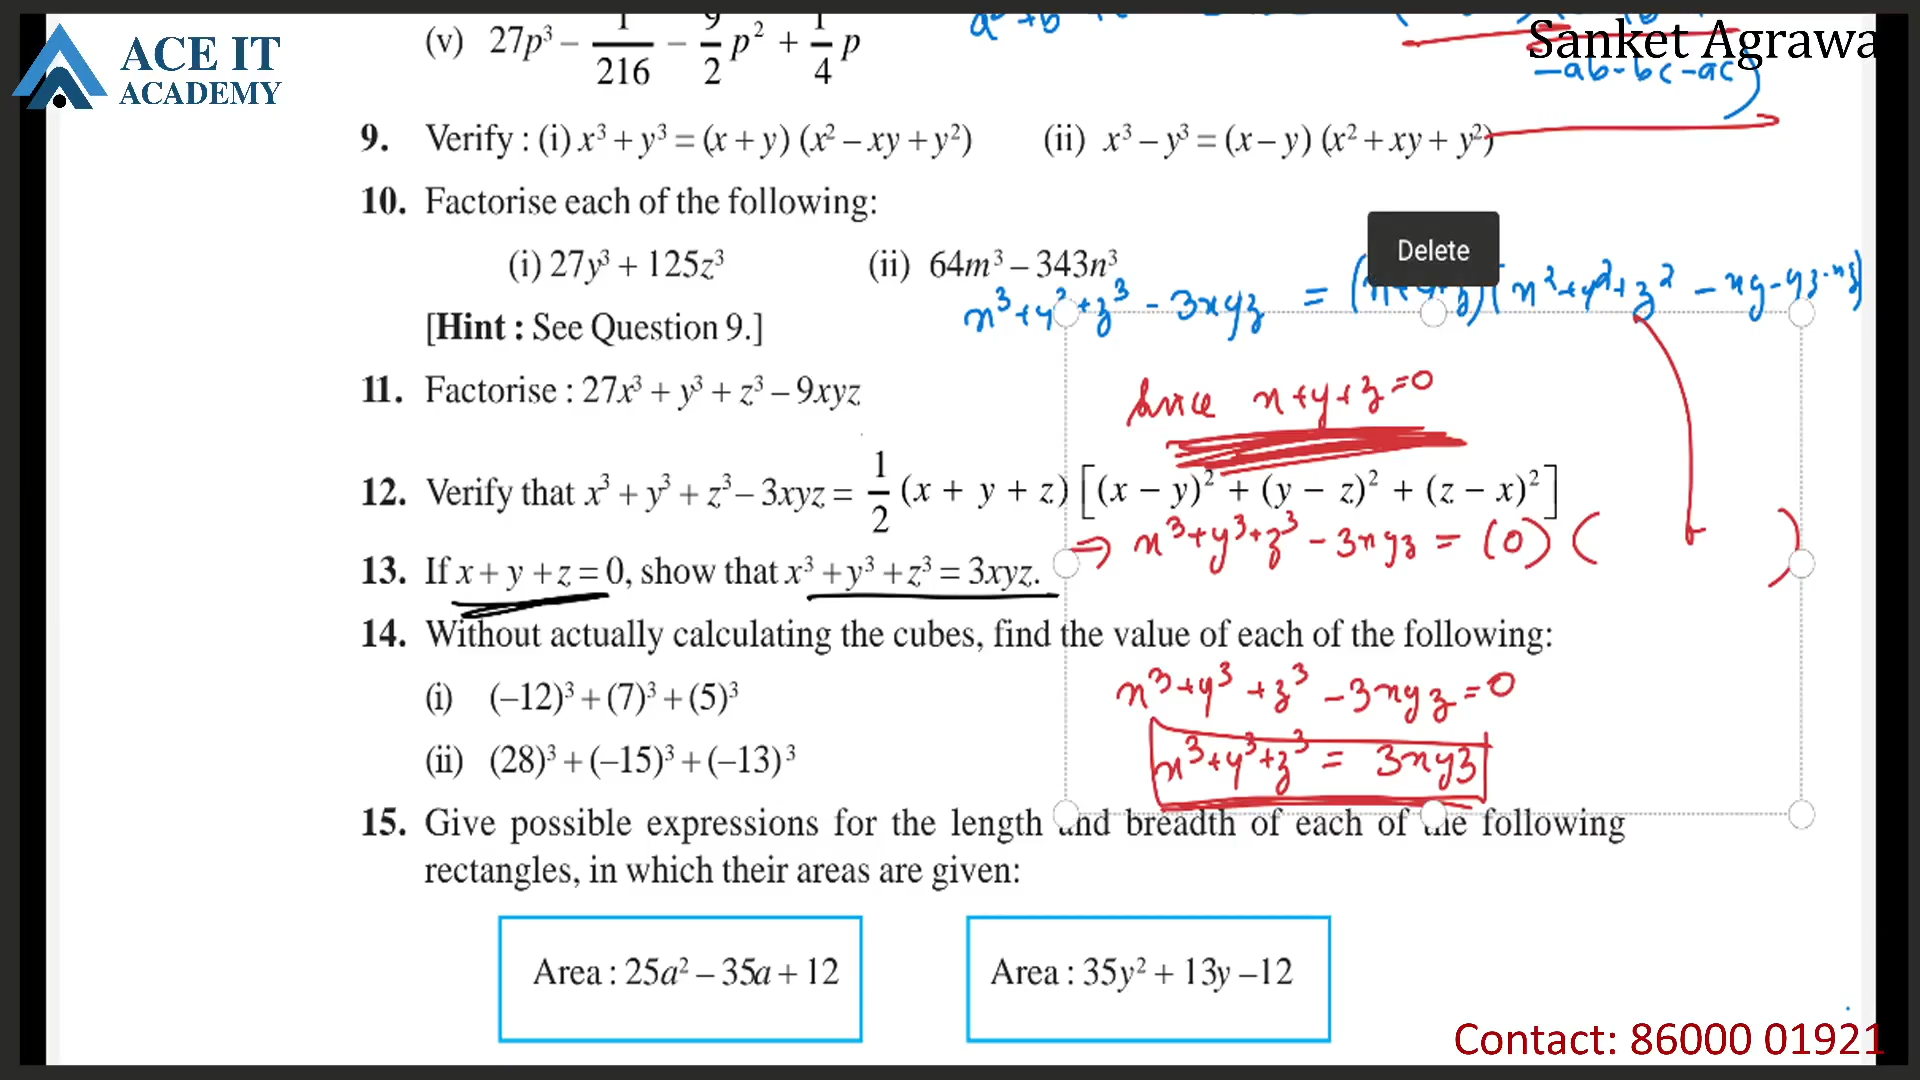 ACE IT
ACADEMY
Sanket Agrawa
(v) 27p³ – 1/216 – 9/2 p² + 1/4 p
–ab–bc–ac)
9. Verify : (i) x³ + y³ = (x + y) (x² – xy + y²) (ii) x³ – y³ = (x – y) (x² + xy + y²)
10. Factorise each of the following:
Delete
(i) 27y³ + 125z³ (ii) 64m³ – 343n³
x³+y³+z³ – 3xyz = (x+y+z)(x²+y²+z² – xy–yz–xz)
[Hint : See Question 9.]
11. Factorise : 27x³ + y³ + z³ – 9xyz
Since x+y+z=0
12. Verify that x³ + y³ + z³ – 3xyz = 1/2 (x + y + z) [(x – y)² + (y – z)² + (z – x)²]
⇒ x³+y³+z³ – 3xyz = (0) ( )
13. If x + y + z = 0, show that x³ + y³ + z³ = 3xyz.
14. Without actually calculating the cubes, find the value of each of the following:
(i) (–12)³ + (7)³ + (5)³
x³+y³+z³ – 3xyz=0
(ii) (28)³ + (–15)³ + (–13)³
x³+y³+z³ = 3xyz
15. Give possible expressions for the length and breadth of each of the following
rectangles, in which their areas are given:
Area : 25a² – 35a + 12
Area : 35y² + 13y –12
Contact: 86000 01921